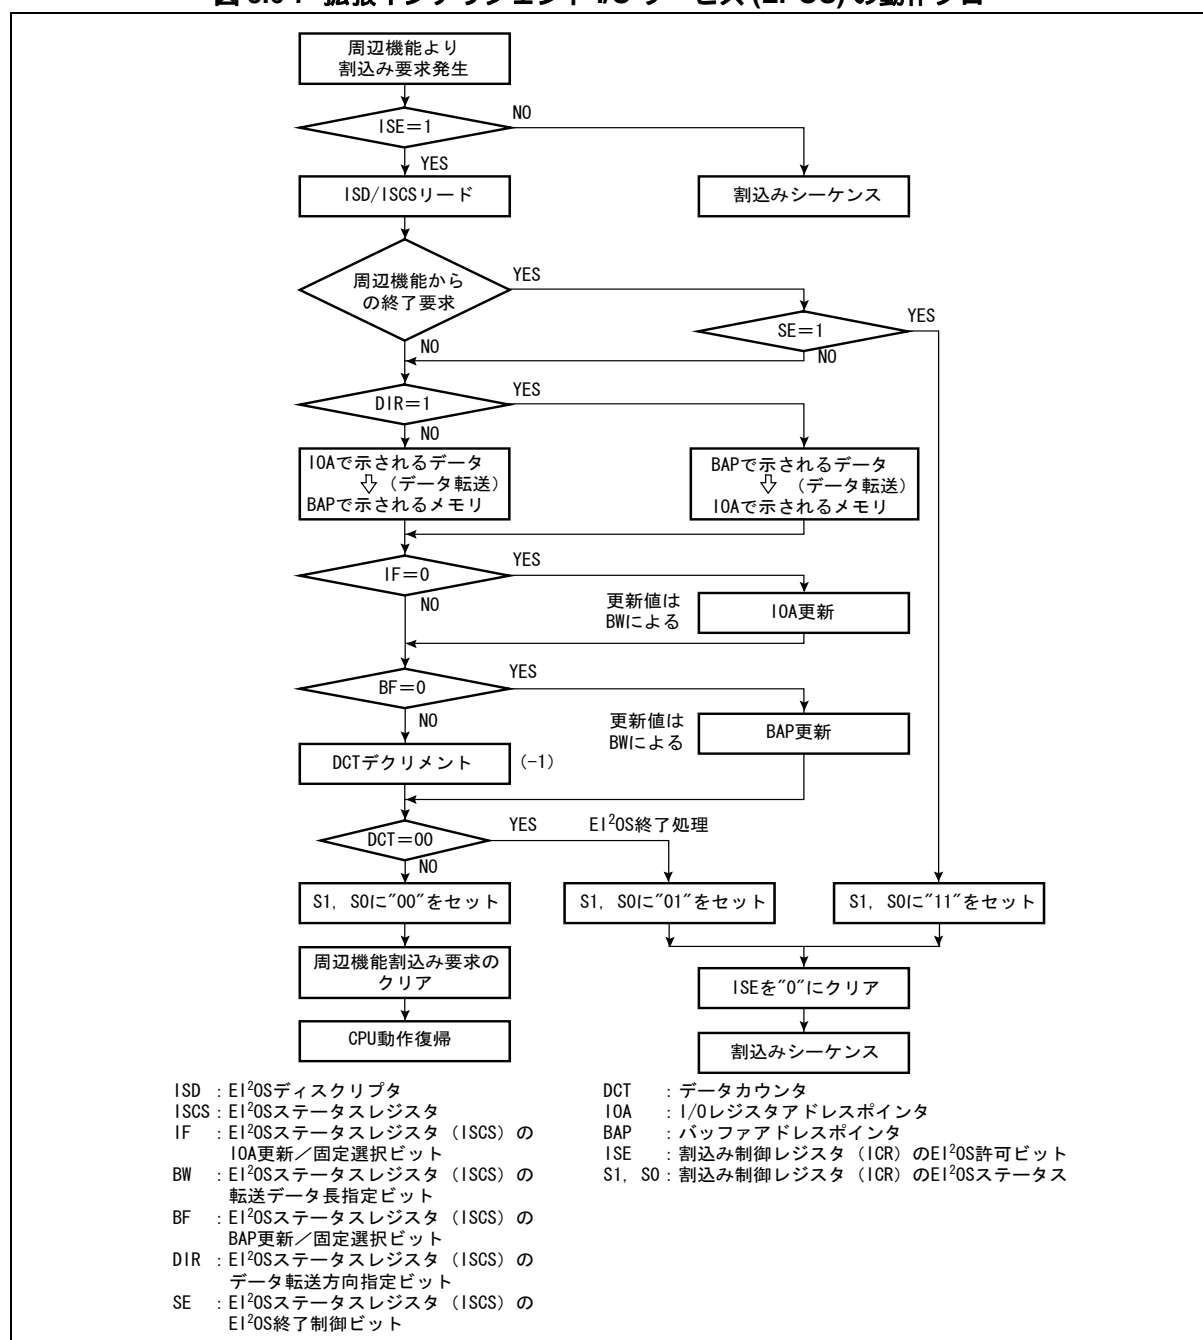 周辺機能より
割込み要求発生
ISE=1
NO
YES
ISD/ISCSリード
割込みシーケンス
周辺機能から
の終了要求
YES
SE=1
YES
NO
NO
DIR=1
YES
NO
IOAで示されるデータ
(データ転送)
BAPで示されるメモリ
BAPで示されるデータ
(データ転送)
IOAで示されるメモリ
IF=0
YES
NO
更新値は
BWによる
IOA更新
BF=0
YES
NO
更新値は
BWによる
BAP更新
DCTデクリメント
(-1)
DCT=00
YES
EI²OS終了処理
NO
S1, S0に"00"をセット
S1, S0に"01"をセット
S1, S0に"11"をセット
周辺機能割込み要求の
クリア
ISEを"0"にクリア
CPU動作復帰
割込みシーケンス
ISD : EI²OSディスクリプタ
ISCS : EI²OSステータスレジスタ
IF : EI²OSステータスレジスタ (ISCS) の
IOA更新/固定選択ビット
BW : EI²OSステータスレジスタ (ISCS) の
転送データ長指定ビット
BF : EI²OSステータスレジスタ (ISCS) の
BAP更新/固定選択ビット
DIR : EI²OSステータスレジスタ (ISCS) の
データ転送方向指定ビット
SE : EI²OSステータスレジスタ (ISCS) の
EI²OS終了制御ビット
DCT : データカウンタ
IOA : I/Oレジスタアドレスポインタ
BAP : バッファアドレスポインタ
ISE : 割込み制御レジスタ (ICR) のEI²OS許可ビット
S1, S0 : 割込み制御レジスタ (ICR) のEI²OSステータス